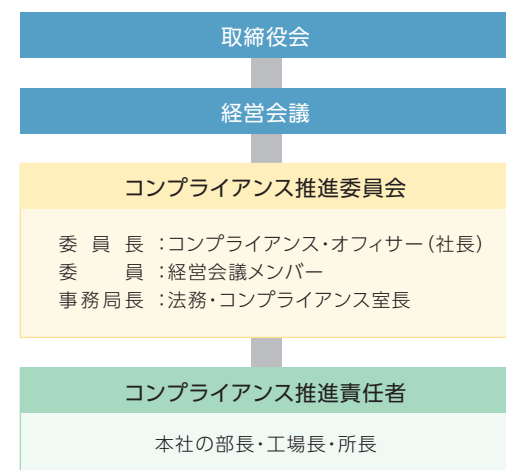 取締役会
経営会議
コンプライアンス推進委員会
委員長：コンプライアンス・オフィサー（社長）
委員：経営会議メンバー
事務局長：法務・コンプライアンス室長
コンプライアンス推進責任者
本社の部長・工場長・所長